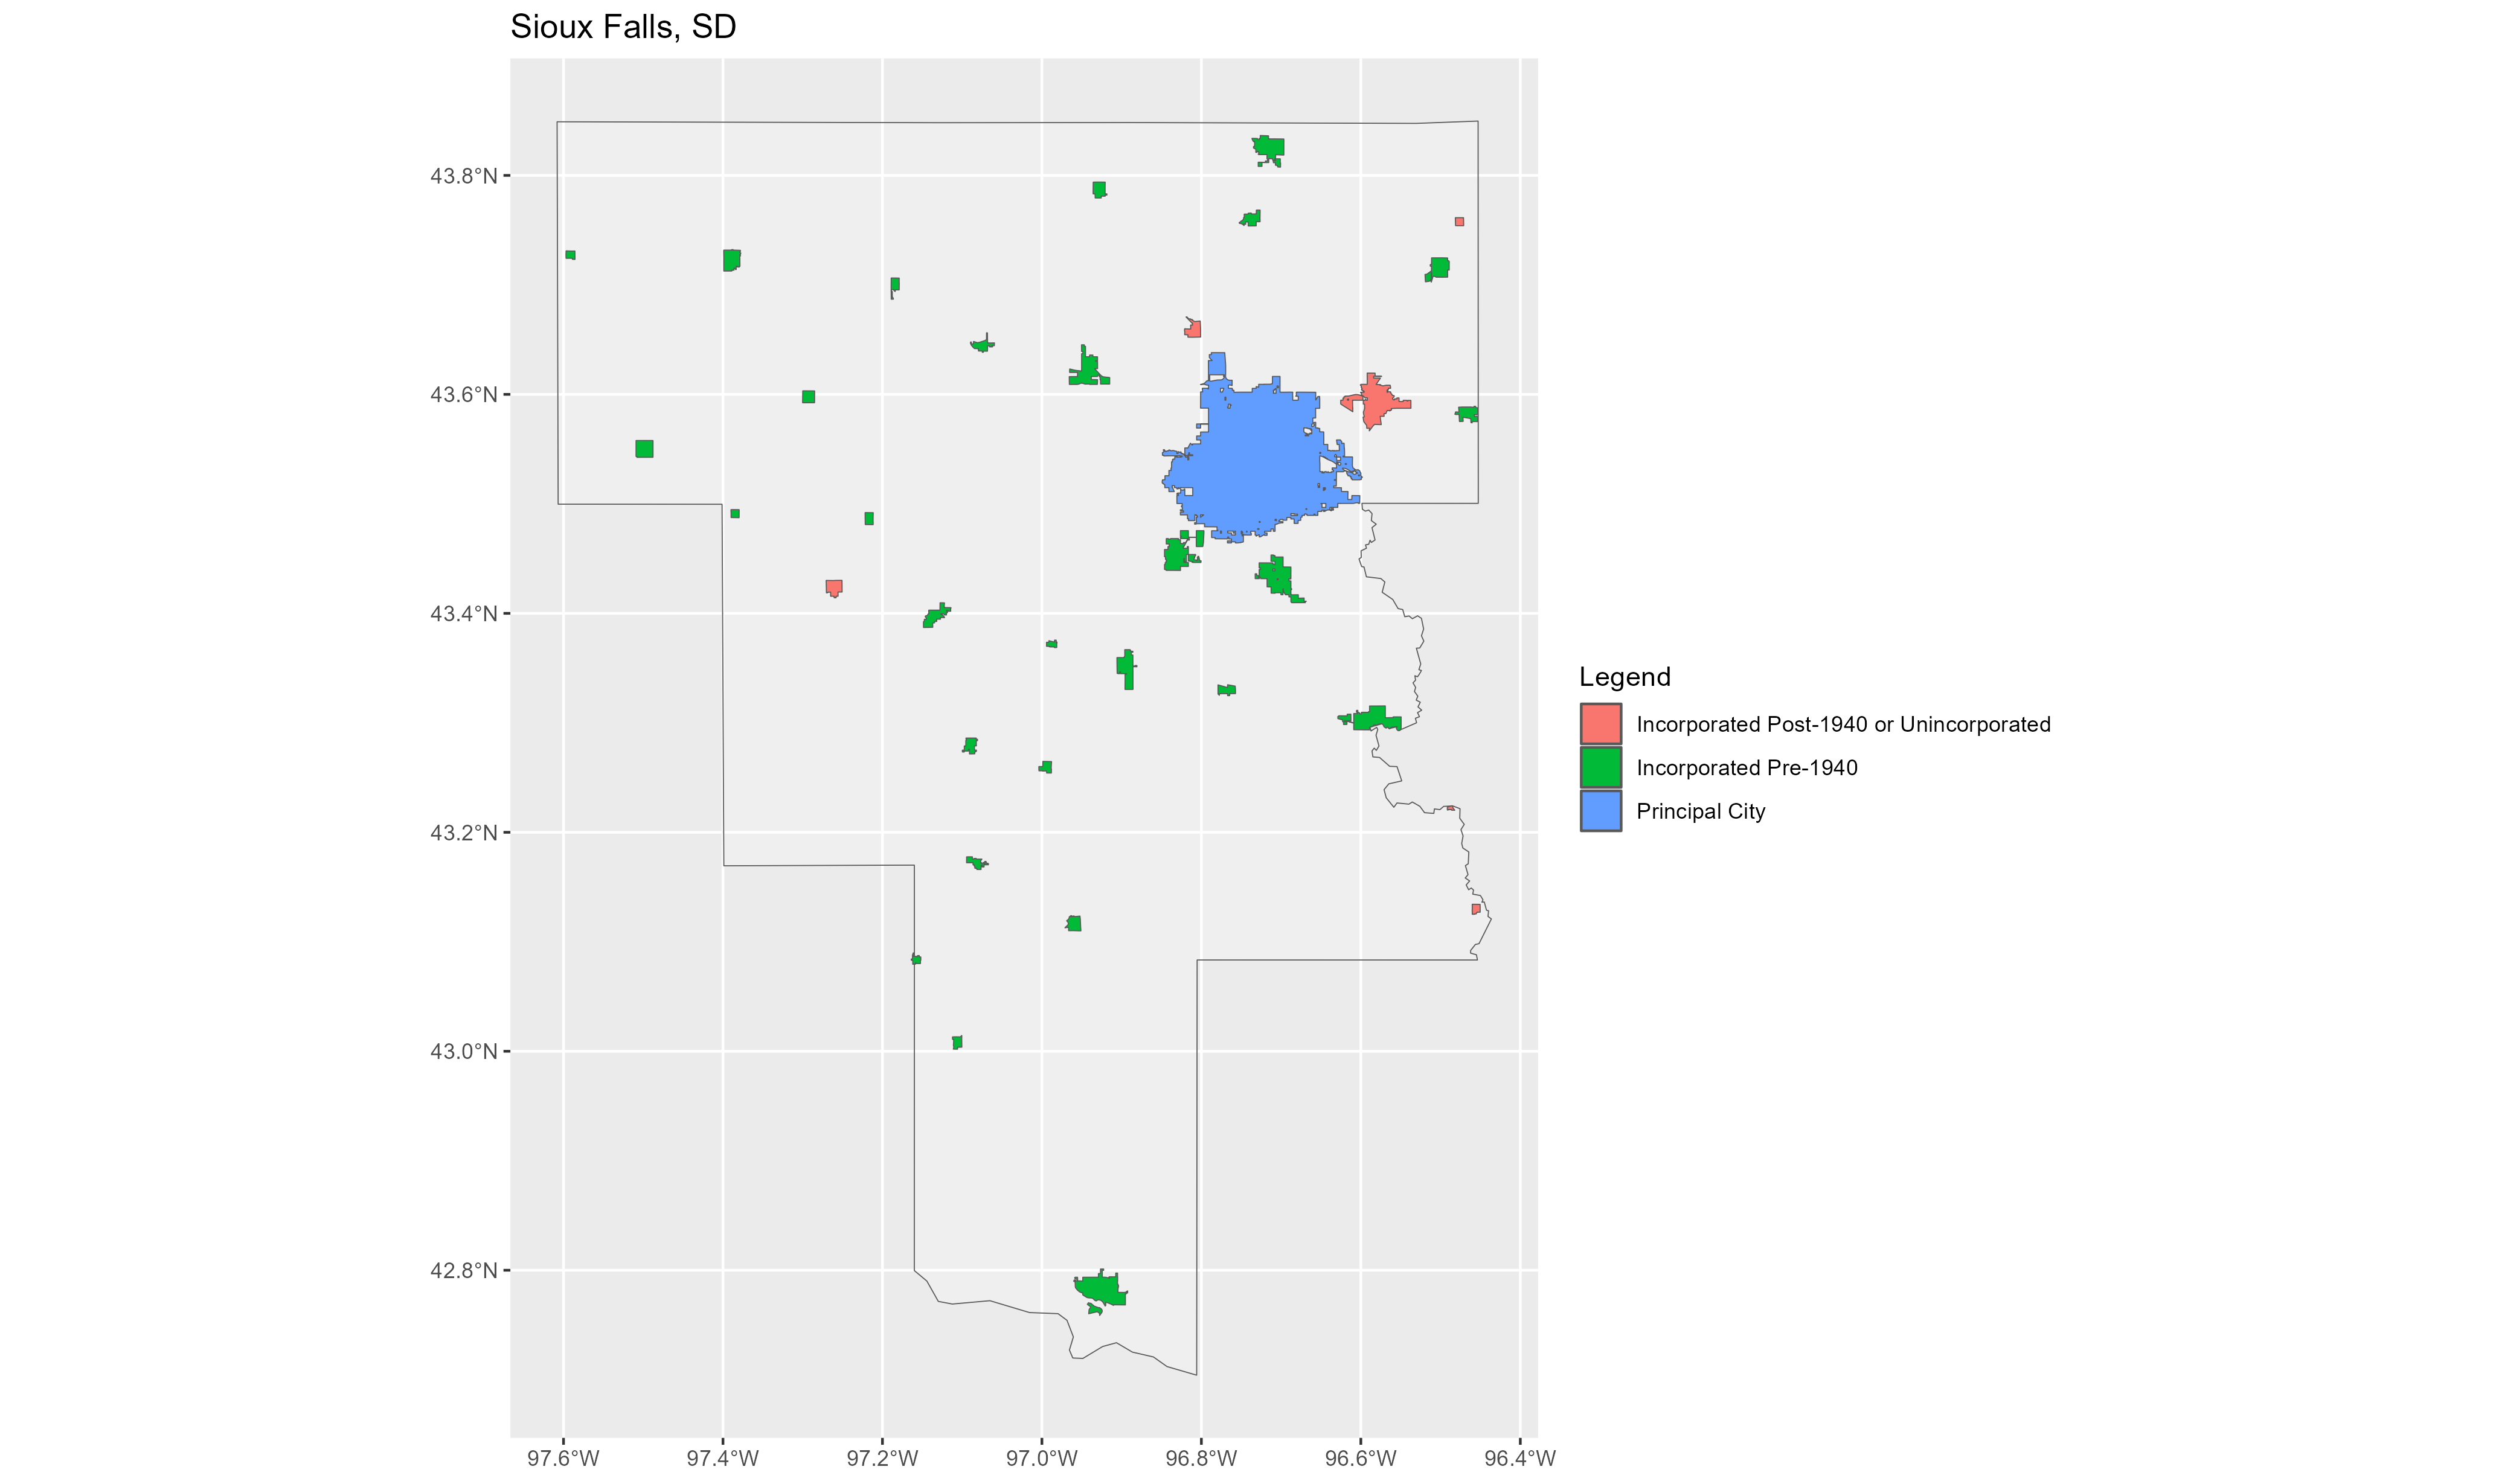 Sioux Falls, SD
43.8°N
43.6°N
43.4°N
43.2°N
43.0°N
42.8°N
97.6°W 97.4°W 97.2°W 97.0°W 96.8°W 96.6°W 96.4°W
Legend
Incorporated Post-1940 or Unincorporated
Incorporated Pre-1940
Principal City